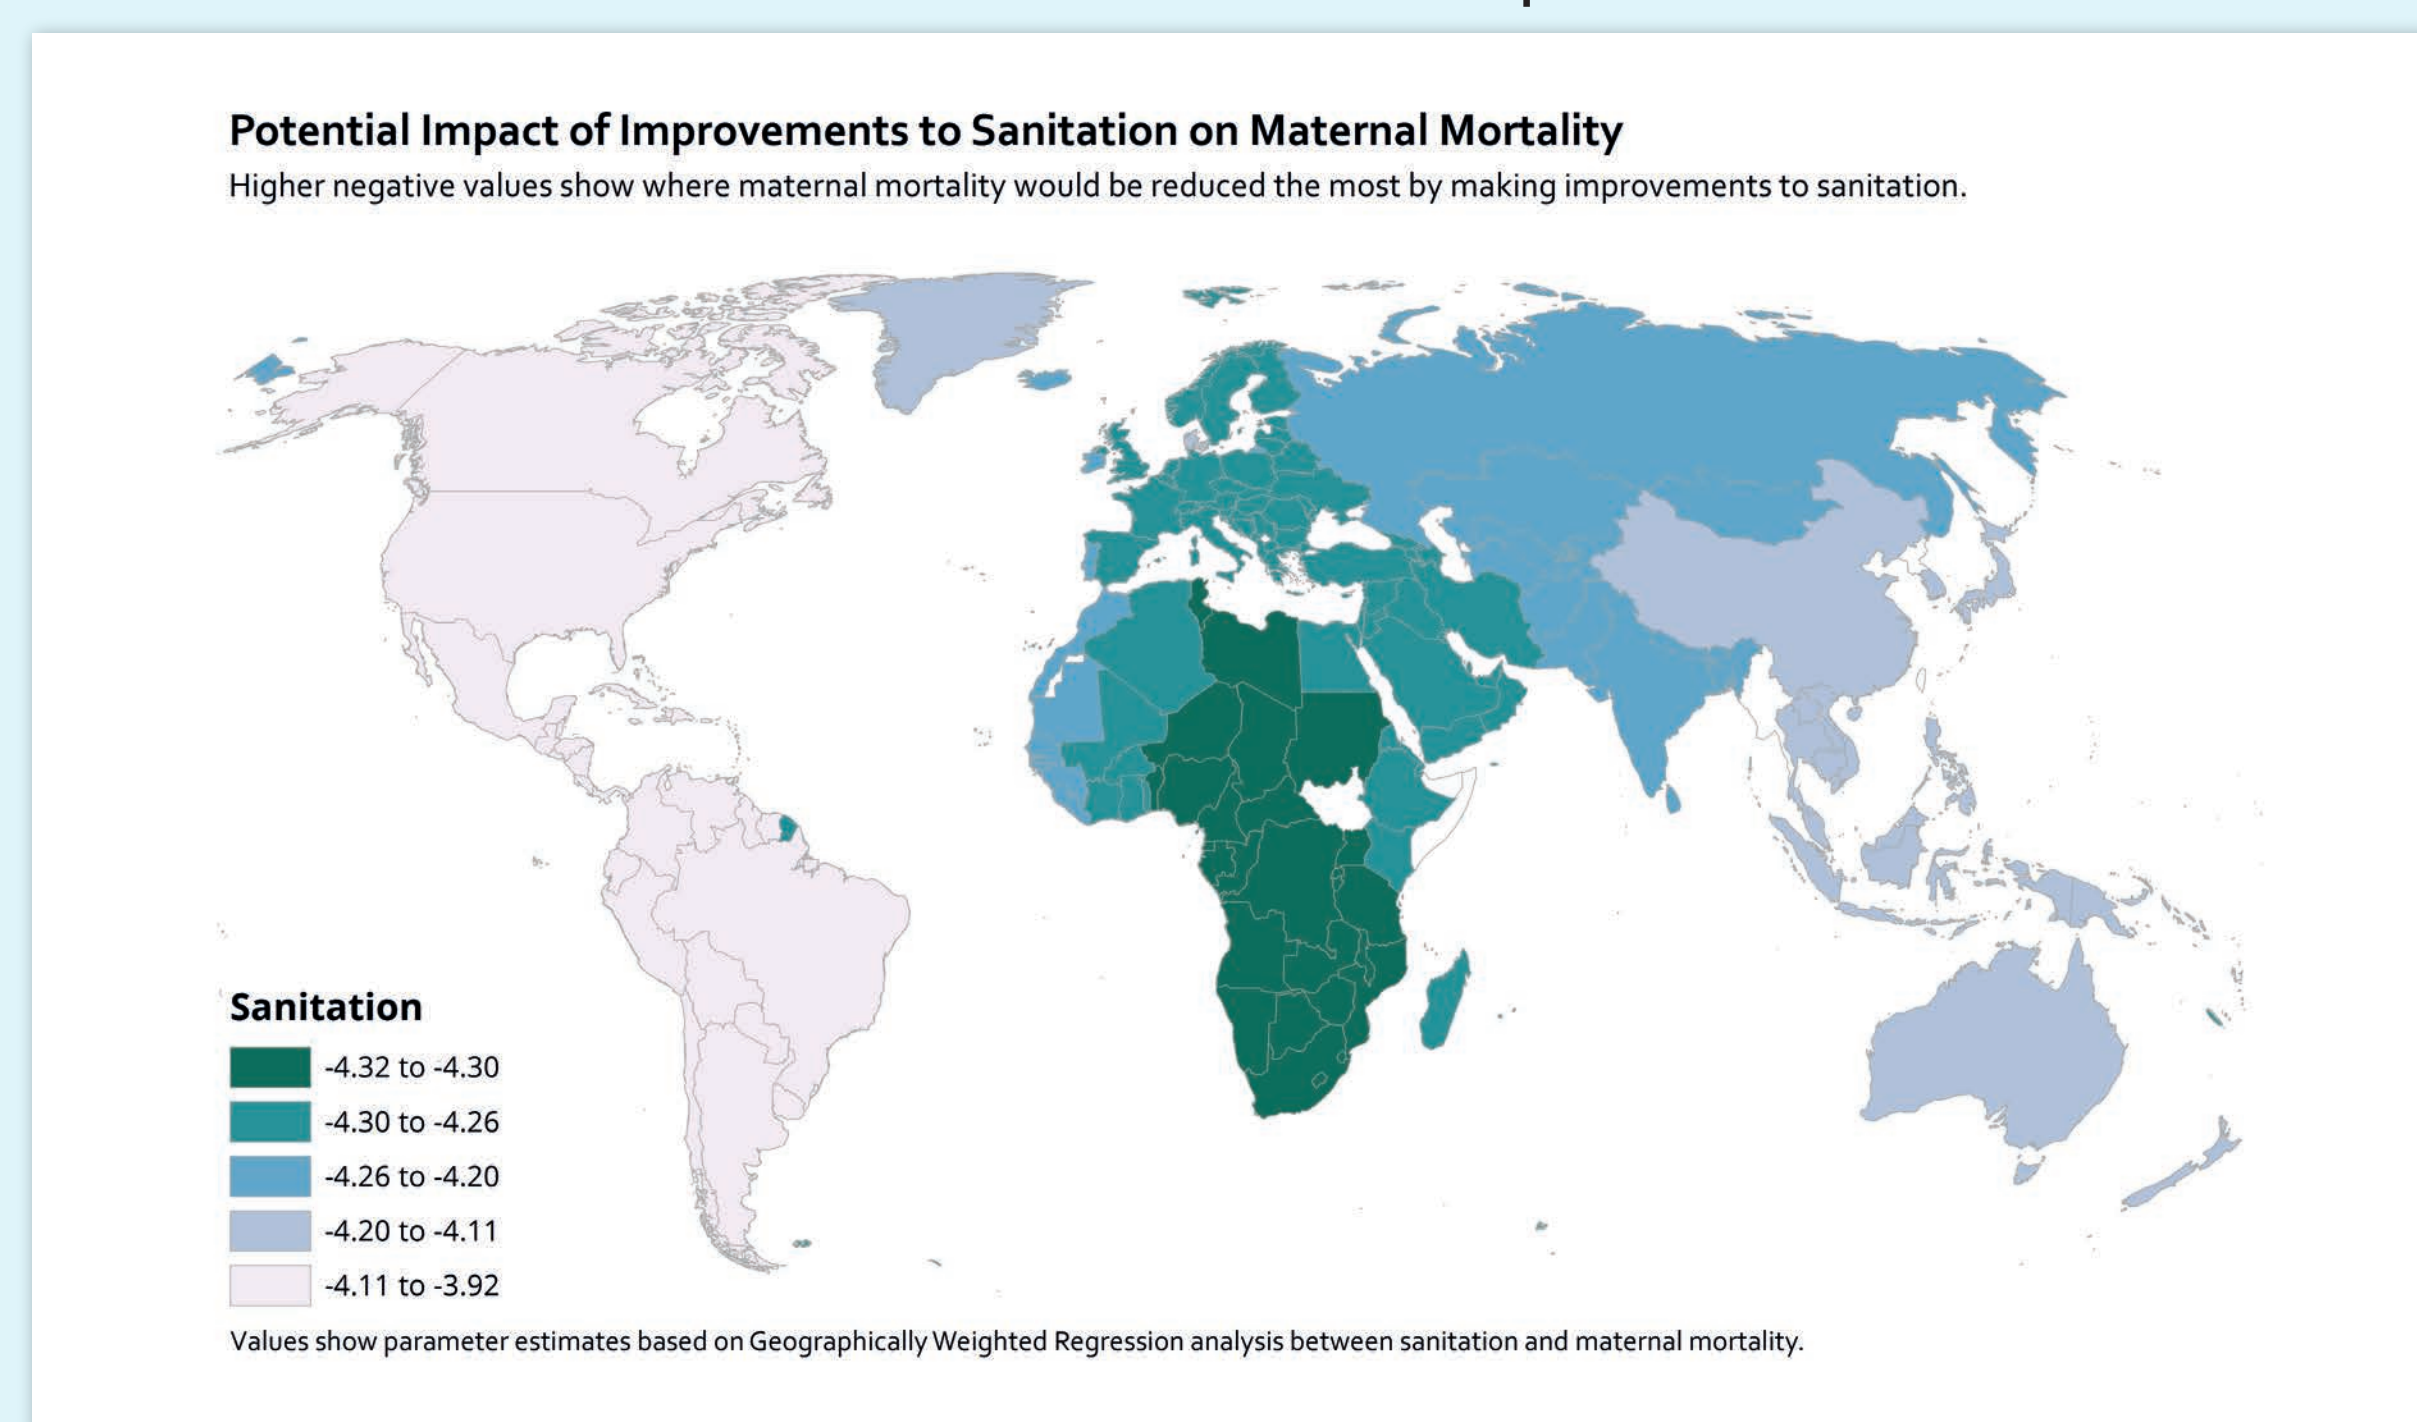 Potential Impact of Improvements to Sanitation on Maternal Mortality
Higher negative values show where maternal mortality would be reduced the most by making improvements to sanitation.
Sanitation
-4.32 to -4.30
-4.30 to -4.26
-4.26 to -4.20
-4.20 to -4.11
-4.11 to -3.92
Values show parameter estimates based on Geographically Weighted Regression analysis between sanitation and maternal mortality.